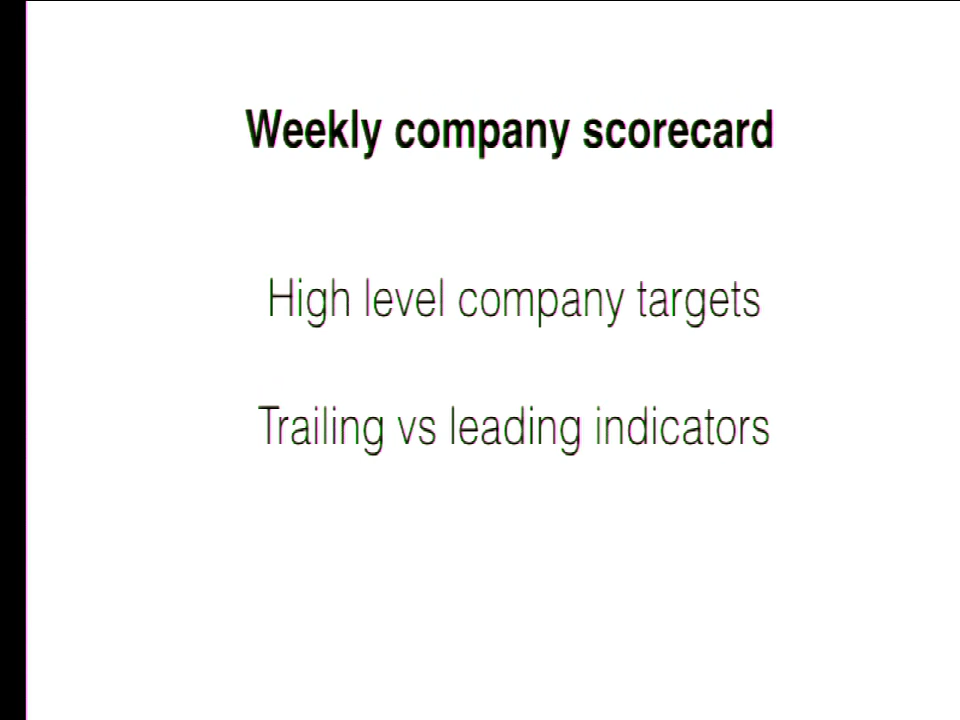 Weekly company scorecard
High level company targets
Trailing vs leading indicators